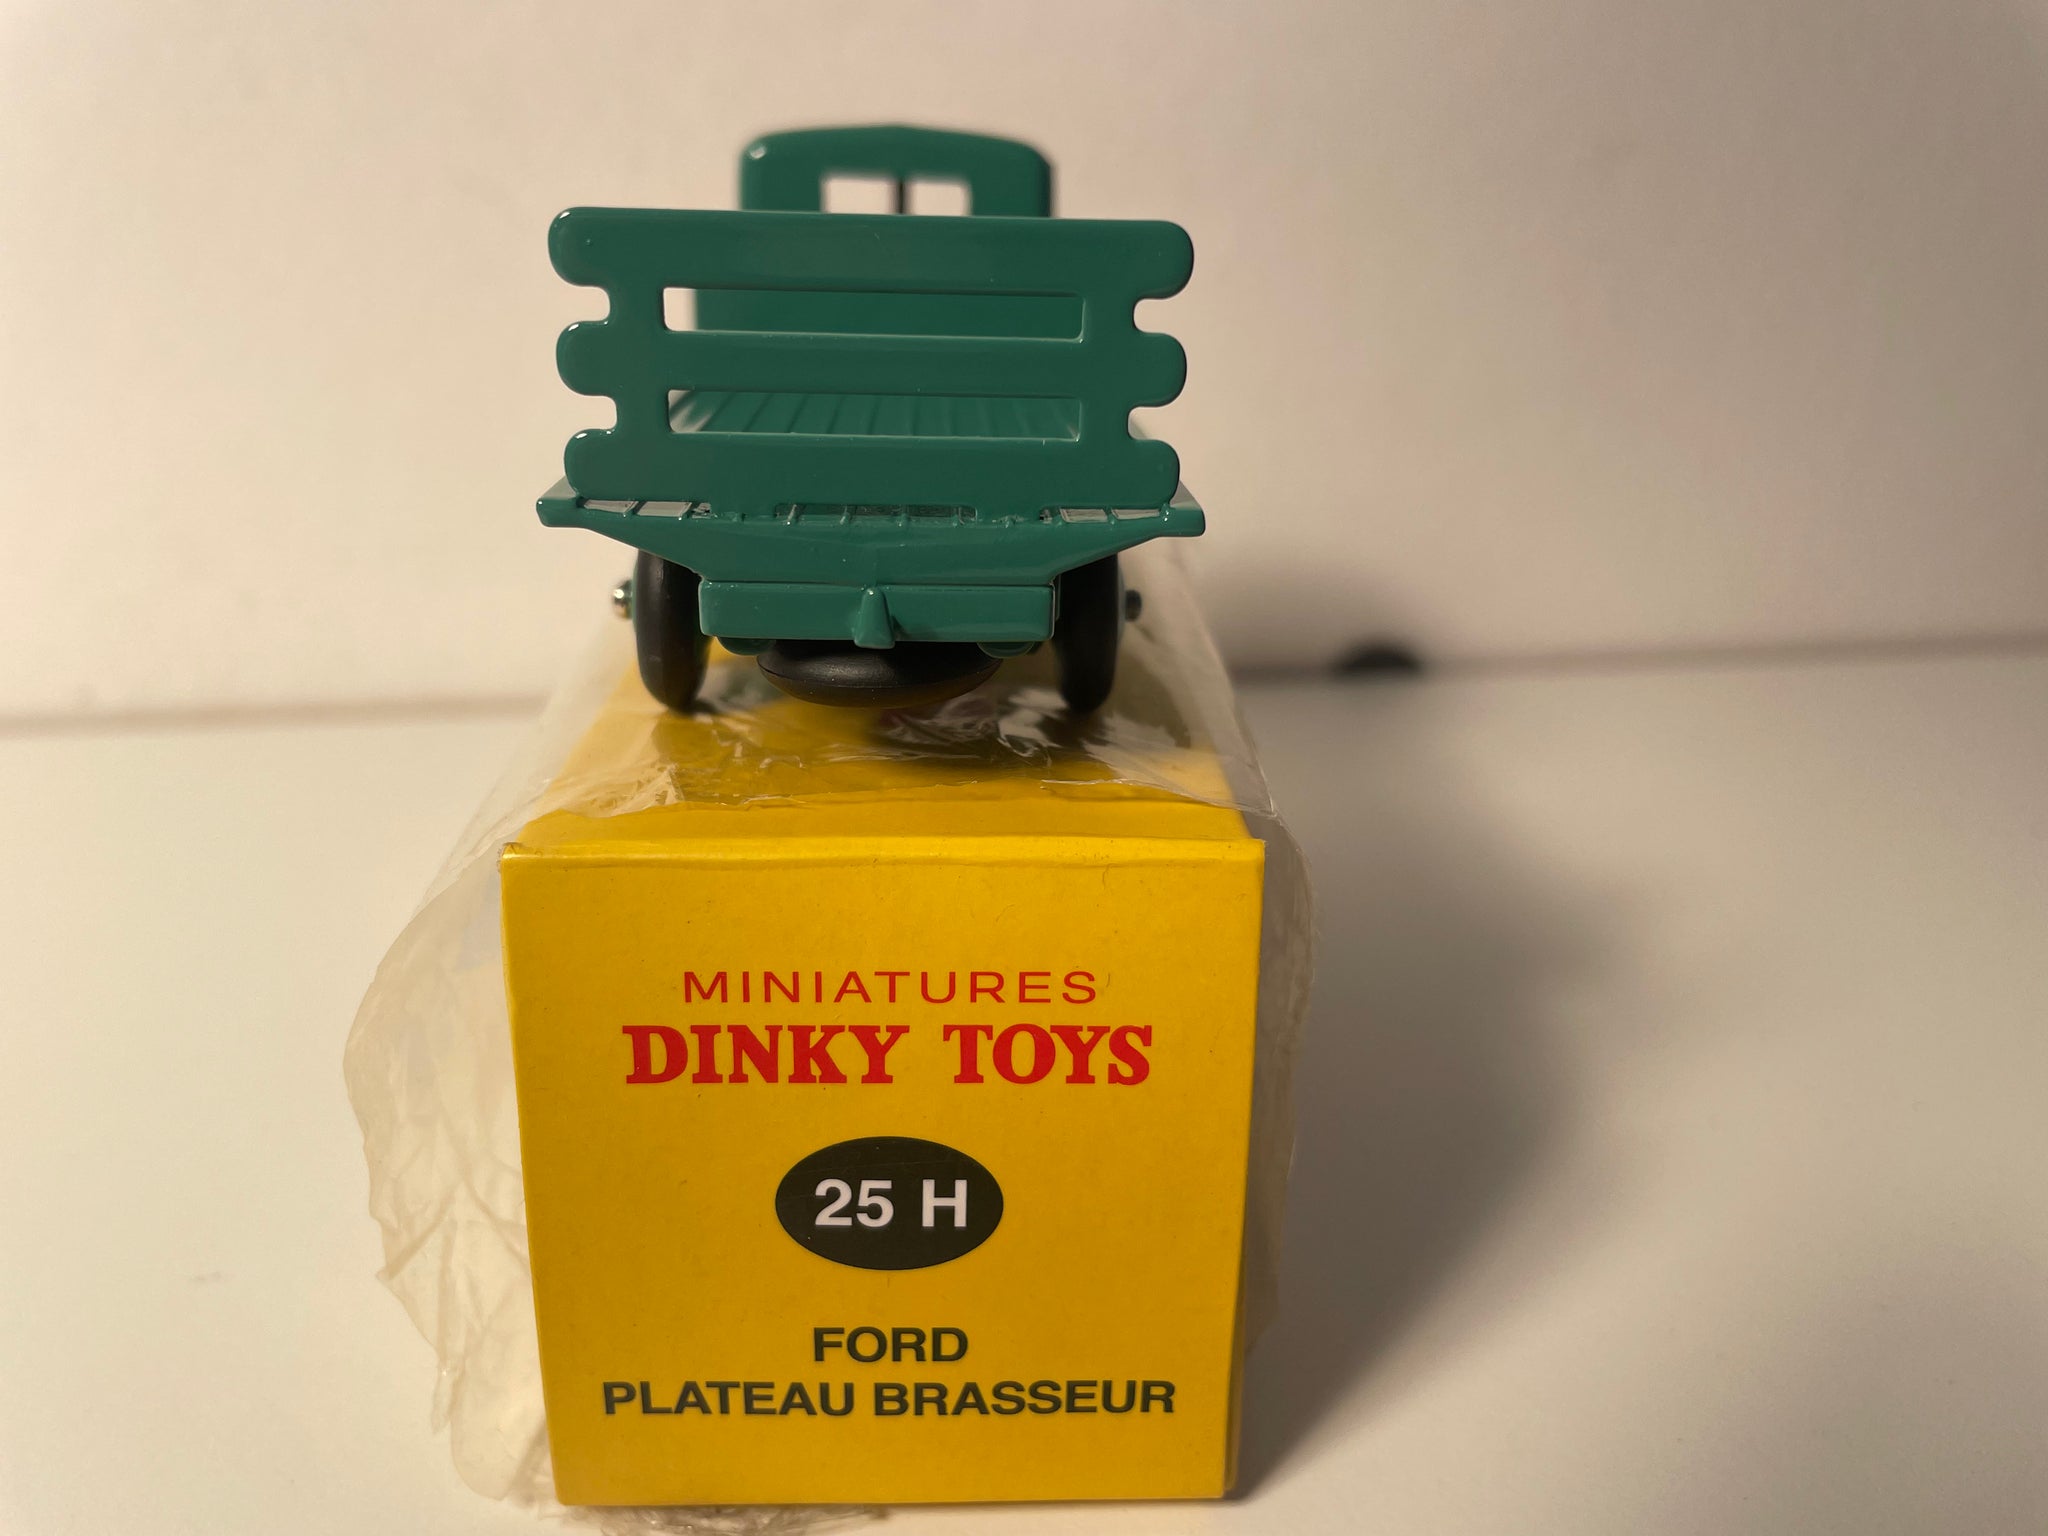 MINIATURES
DINKY TOYS
25 H
FORD
PLATEAU BRASSEUR